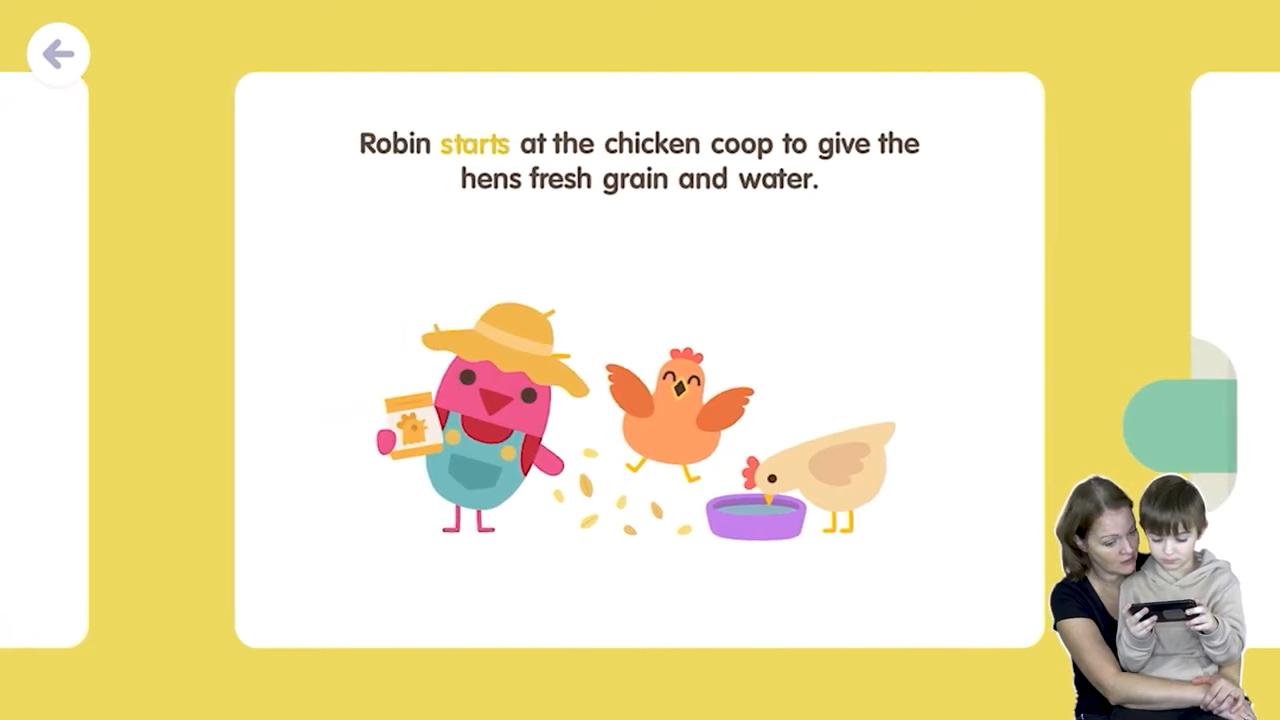 Robin starts at the chicken coop to give the
hens fresh grain and water.